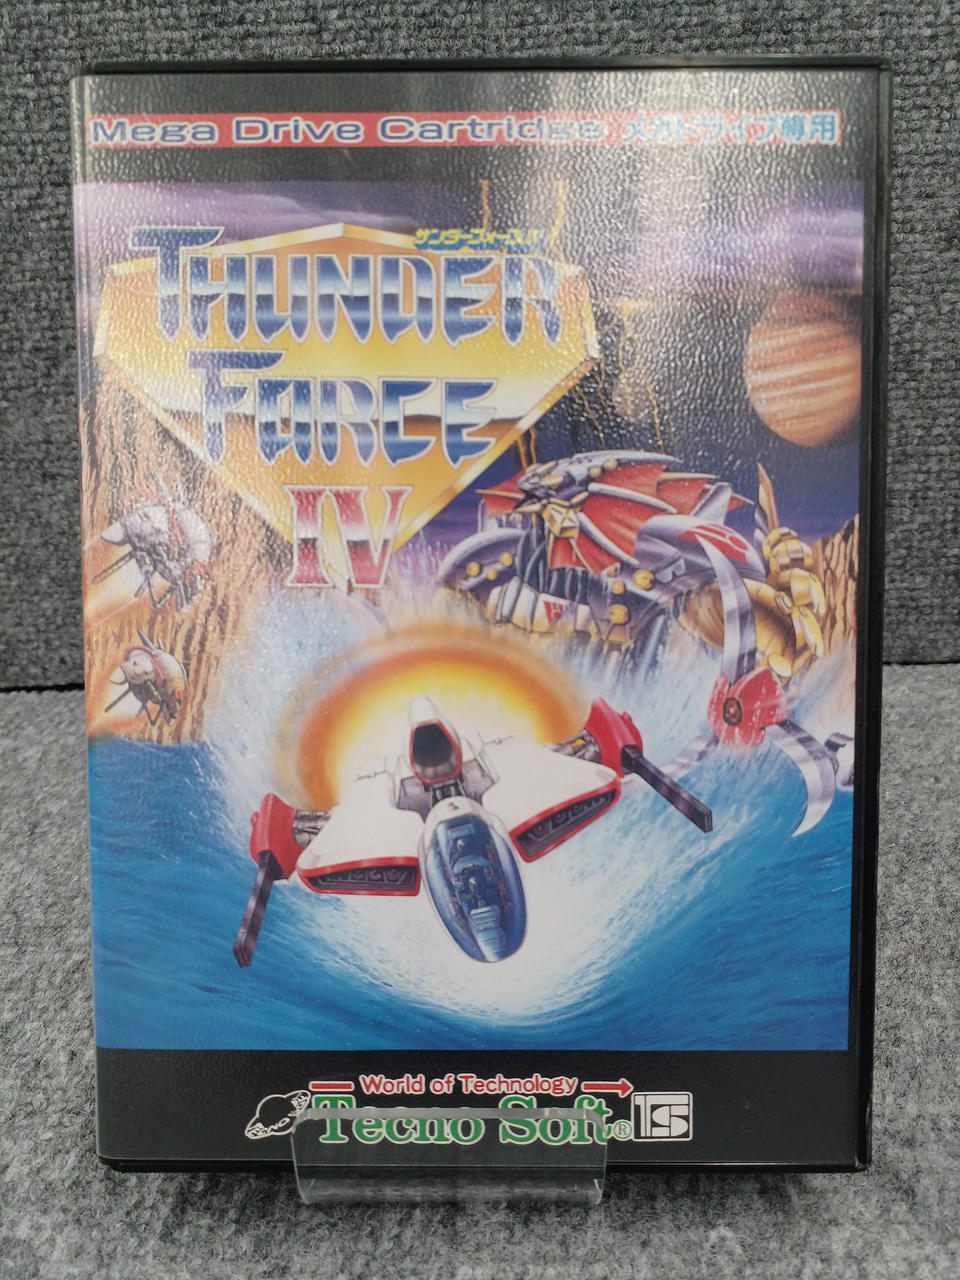 Mega Drive Cartridge メガドライブ専用
サンダーフォースIV
THUNDER
FORCE
IV
World of Technology
Tecno Soft®